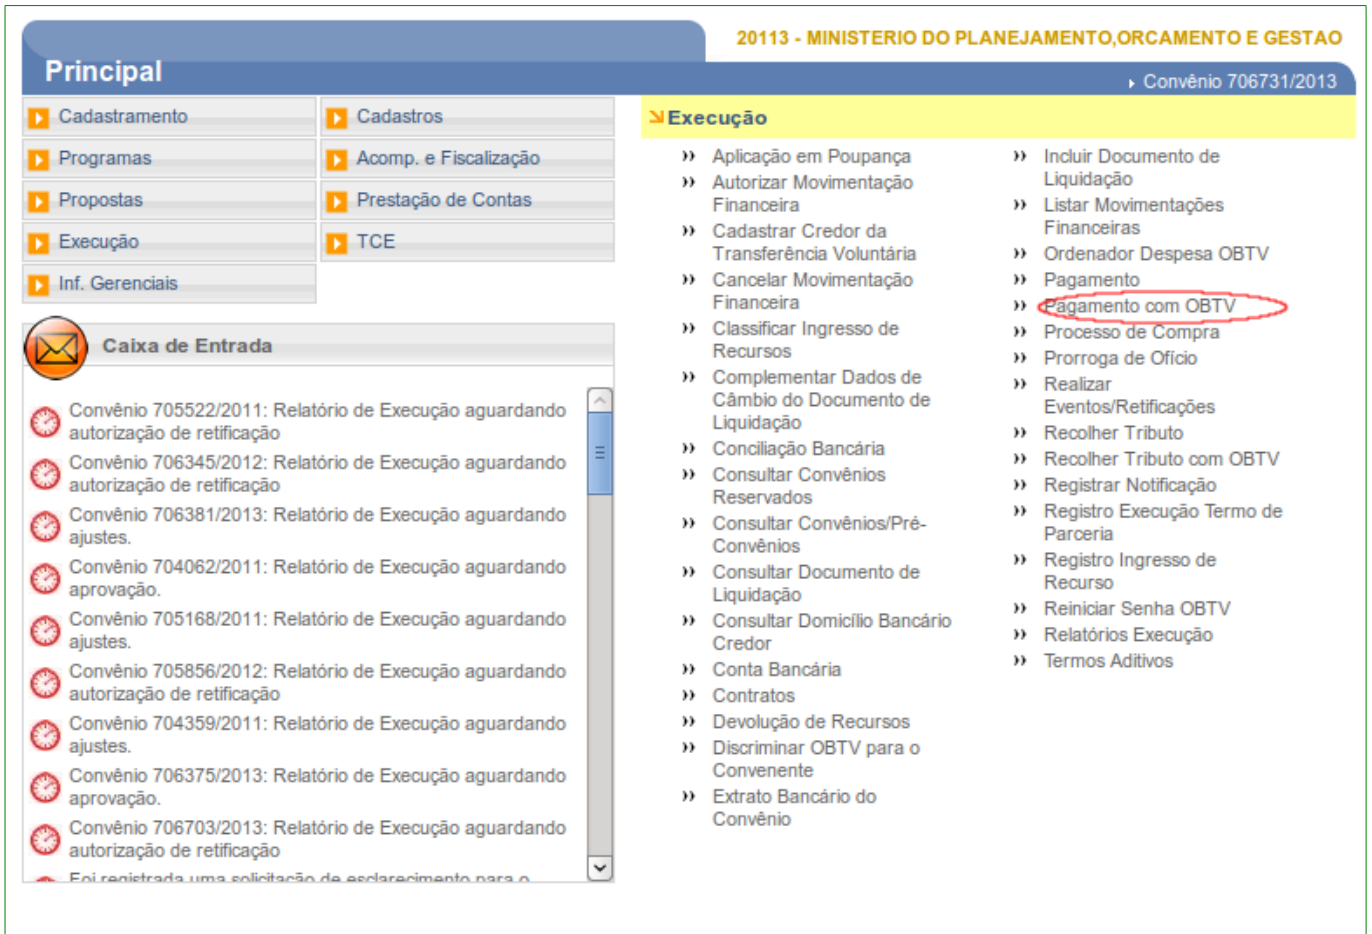 20113 - MINISTERIO DO PLANEJAMENTO,ORCAMENTO E GESTAO
Principal
Convênio 706731/2013
Cadastramento
Cadastros
Programas
Acomp. e Fiscalização
Propostas
Prestação de Contas
Execução
TCE
Inf. Gerenciais
Caixa de Entrada
Convênio 705522/2011: Relatório de Execução aguardando
autorização de retificação
Convênio 706345/2012: Relatório de Execução aguardando
autorização de retificação
Convênio 706381/2013: Relatório de Execução aguardando
ajustes.
Convênio 704062/2011: Relatório de Execução aguardando
aprovação.
Convênio 705168/2011: Relatório de Execução aguardando
ajustes.
Convênio 705856/2012: Relatório de Execução aguardando
autorização de retificação
Convênio 704359/2011: Relatório de Execução aguardando
ajustes.
Convênio 706375/2013: Relatório de Execução aguardando
aprovação.
Convênio 706703/2013: Relatório de Execução aguardando
autorização de retificação
Foi registrada uma solicitação de esclarecimento para o
Execução
Aplicação em Poupança
Autorizar Movimentação
Financeira
Cadastrar Credor da
Transferência Voluntária
Cancelar Movimentação
Financeira
Classificar Ingresso de
Recursos
Complementar Dados de
Câmbio do Documento de
Liquidação
Conciliação Bancária
Consultar Convênios
Reservados
Consultar Convênios/Pré-
Convênios
Consultar Documento de
Liquidação
Consultar Domicílio Bancário
Credor
Conta Bancária
Contratos
Devolução de Recursos
Discriminar OBTV para o
Convenente
Extrato Bancário do
Convênio
Incluir Documento de
Liquidação
Listar Movimentações
Financeiras
Ordenador Despesa OBTV
Pagamento
Pagamento com OBTV
Processo de Compra
Prorroga de Ofício
Realizar
Eventos/Retificações
Recolher Tributo
Recolher Tributo com OBTV
Registrar Notificação
Registro Execução Termo de
Parceria
Registro Ingresso de
Recurso
Reiniciar Senha OBTV
Relatórios Execução
Termos Aditivos